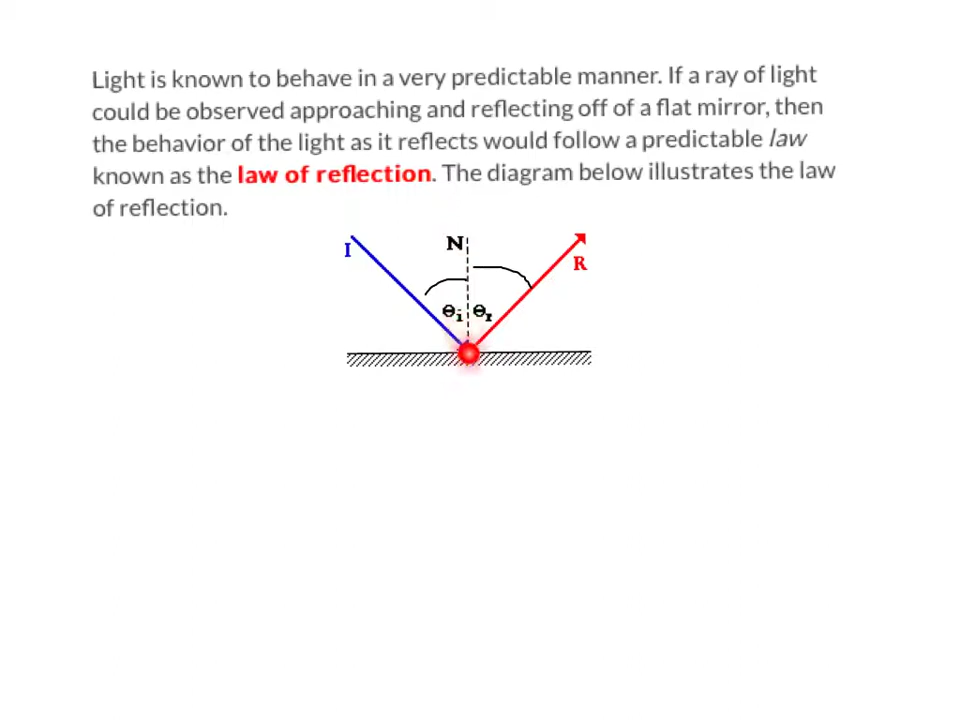 Light is known to behave in a very predictable manner. If a ray of light
could be observed approaching and reflecting off of a flat mirror, then
the behavior of the light as it reflects would follow a predictable law
known as the law of reflection. The diagram below illustrates the law
of reflection.
I N R
θi θr